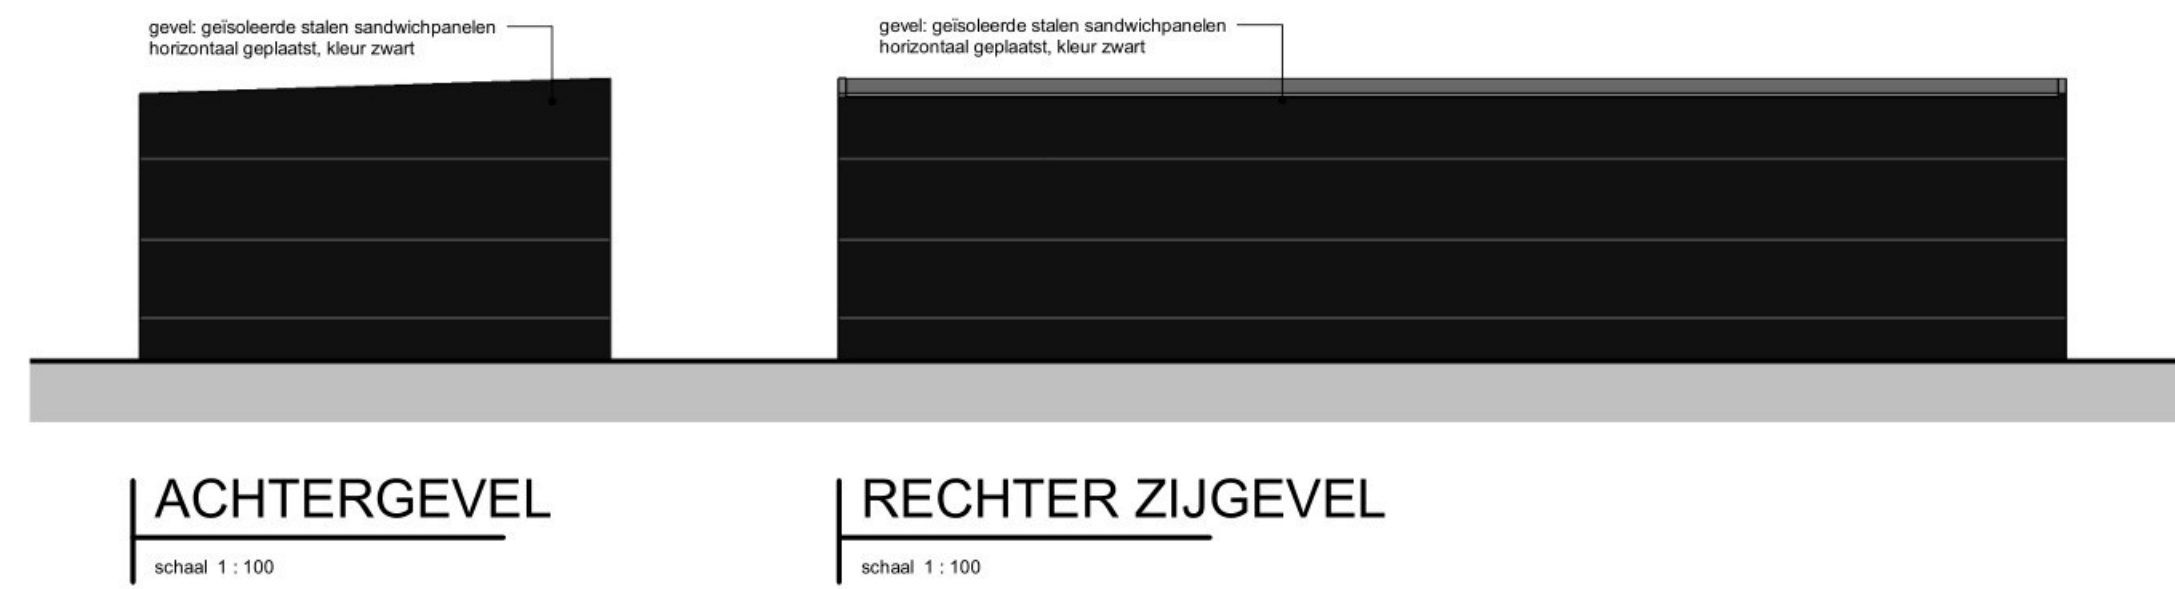 gevel: geïsoleerde stalen sandwichpanelen
horizontaal geplaatst, kleur zwart
gevel: geïsoleerde stalen sandwichpanelen
horizontaal geplaatst, kleur zwart
ACHTERGEVEL
schaal 1 : 100
RECHTER ZIJGEVEL
schaal 1 : 100